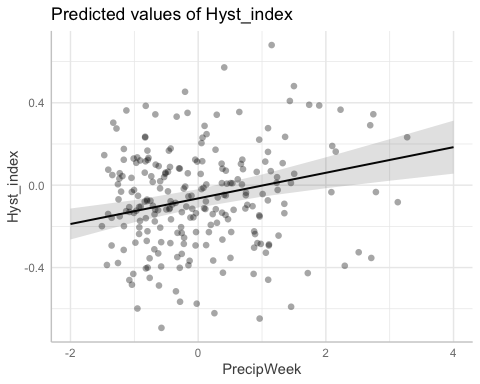 Predicted values of Hyst_index
0.4
0.0
-0.4
Hyst_index
-2
0
2
4
PrecipWeek